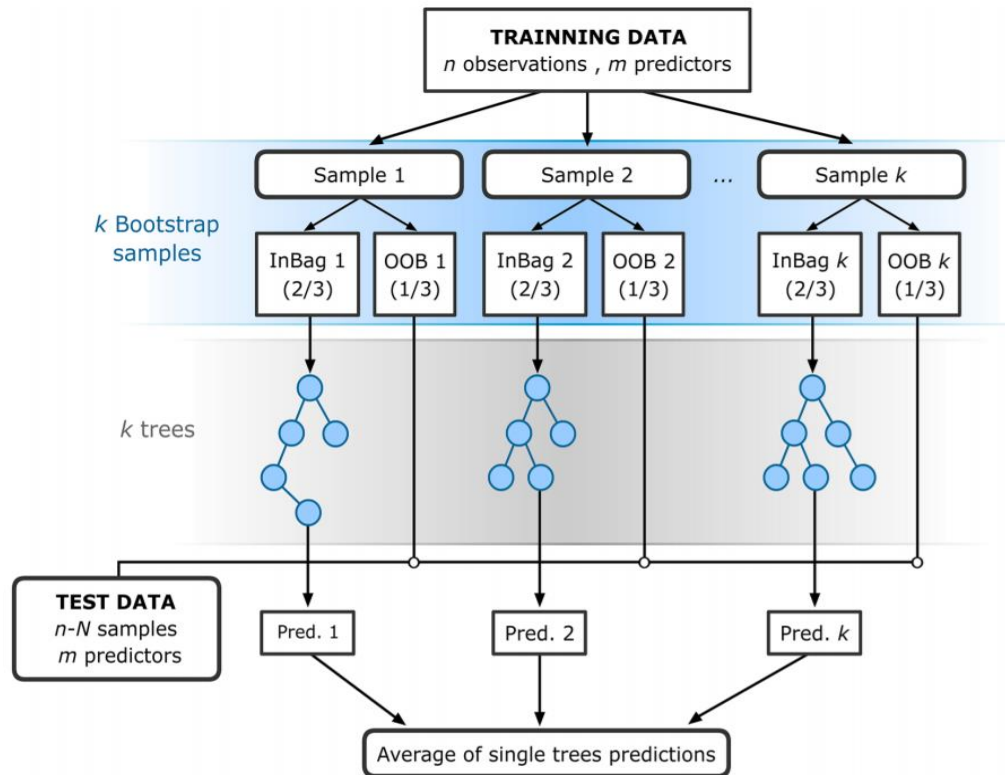 TRAINNING DATA
n observations , m predictors
Sample 1
Sample 2
...
Sample k
k Bootstrap
samples
InBag 1
(2/3)
OOB 1
(1/3)
InBag 2
(2/3)
OOB 2
(1/3)
InBag k
(2/3)
OOB k
(1/3)
k trees
TEST DATA
n-N samples
m predictors
Pred. 1
Pred. 2
Pred. k
Average of single trees predictions